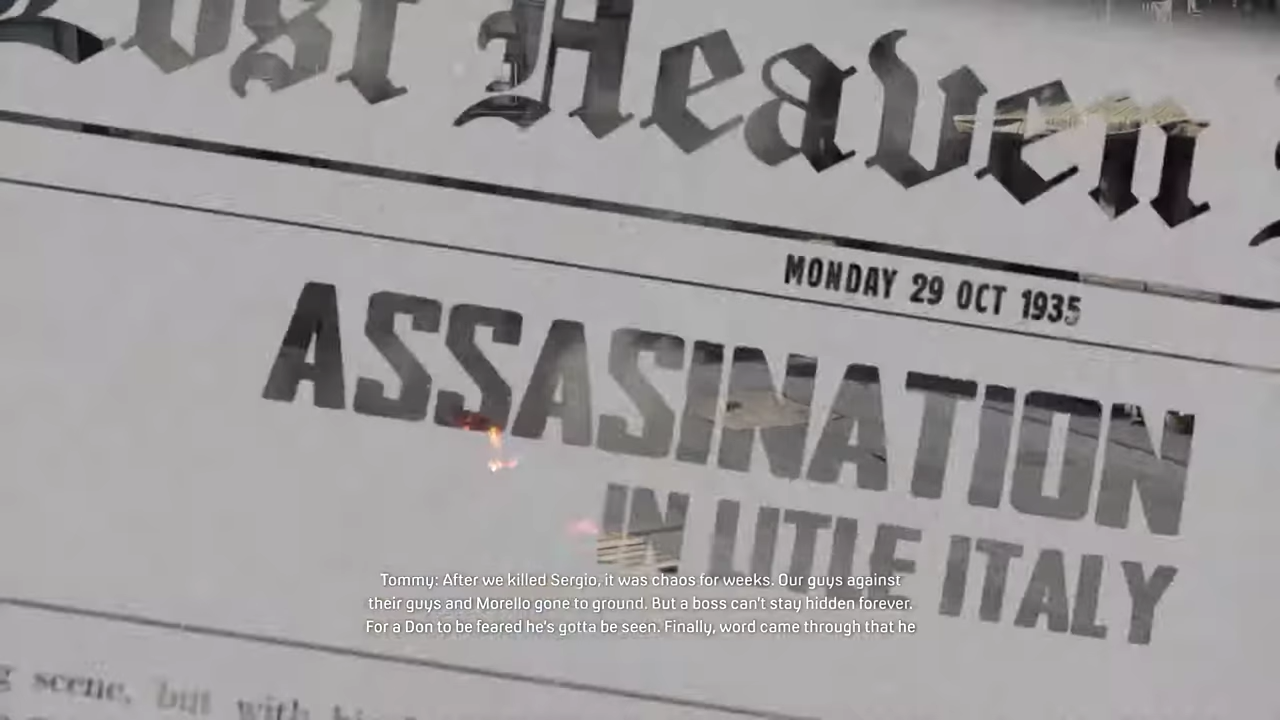 Lost Heaven
MONDAY 29 OCT 1935
ASSASINATION
IN LITLE ITALY
Tommy: After we killed Sergio, it was chaos for weeks. Our guys against
their guys and Morello gone to ground. But a boss can't stay hidden forever.
For a Don to be feared he's gotta be seen. Finally, word came through that he
scene, but with